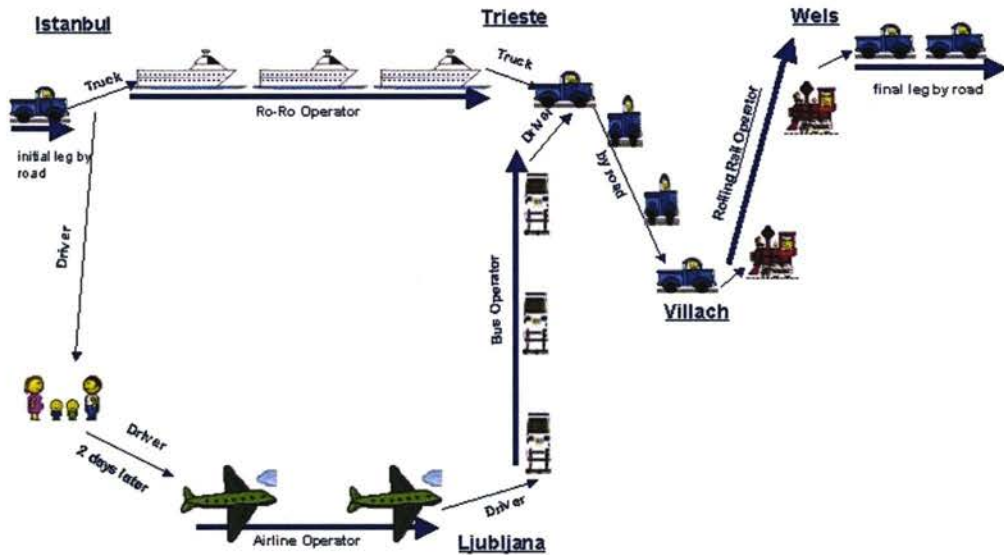 Istanbul
Trieste
Wels
Truck
Truck
Ro-Ro Operator
Driver
initial leg by
road
Driver
by road
Rolling Rail Operator
final leg by road
Bus Operator
Villach
Driver
2 days later
Driver
Airline Operator
Ljubljana